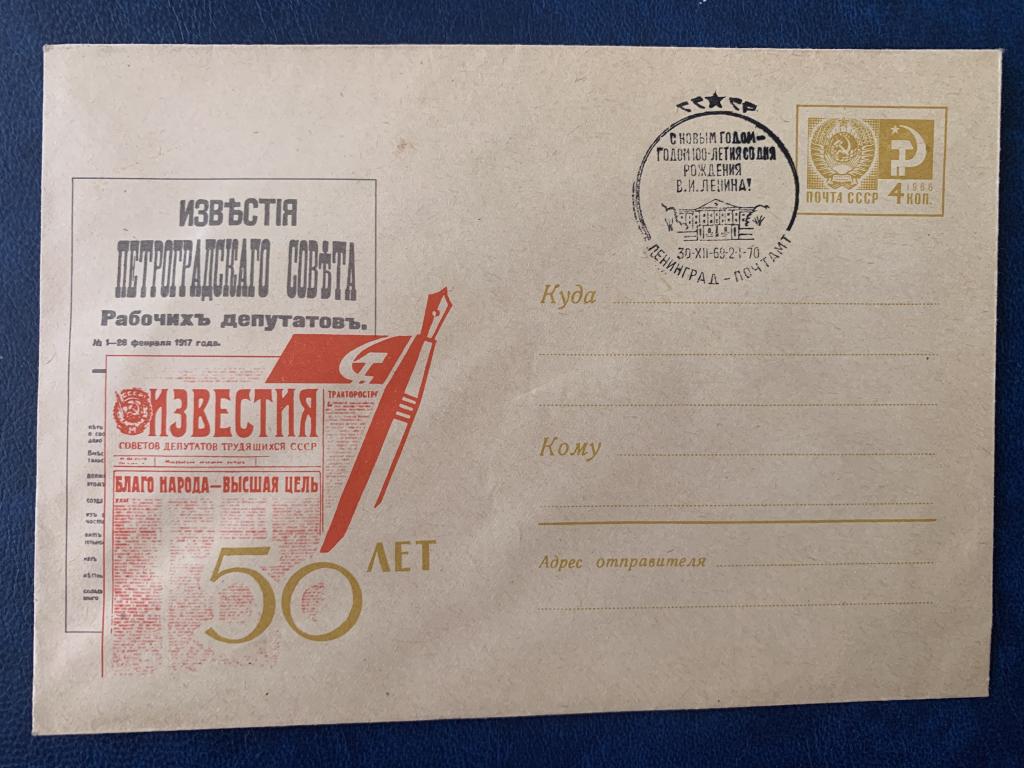 ИЗВѢСТІЯ
ПЕТРОГРАДСКАГО СОВѢТА
Рабочихъ депутатовъ.
№ 1—28 февраля 1917 года.
ТРАКТОРОСТР
ИЗВЕСТИЯ
СОВЕТОВ ДЕПУТАТОВ ТРУДЯЩИХСЯ СССР
БЛАГО НАРОДА—ВЫСШАЯ ЦЕЛЬ
50 ЛЕТ
СССР
С НОВЫМ ГОДОМ—
ГОДОМ 100-ЛЕТИЯ СО ДНЯ
РОЖДЕНИЯ
В.И. ЛЕНИНА!
30-XII-69-2-I-70
ЛЕНИНГРАД - ПОЧТАМТ
1966
ПОЧТА СССР 4 КОП.
Куда
Кому
Адрес отправителя